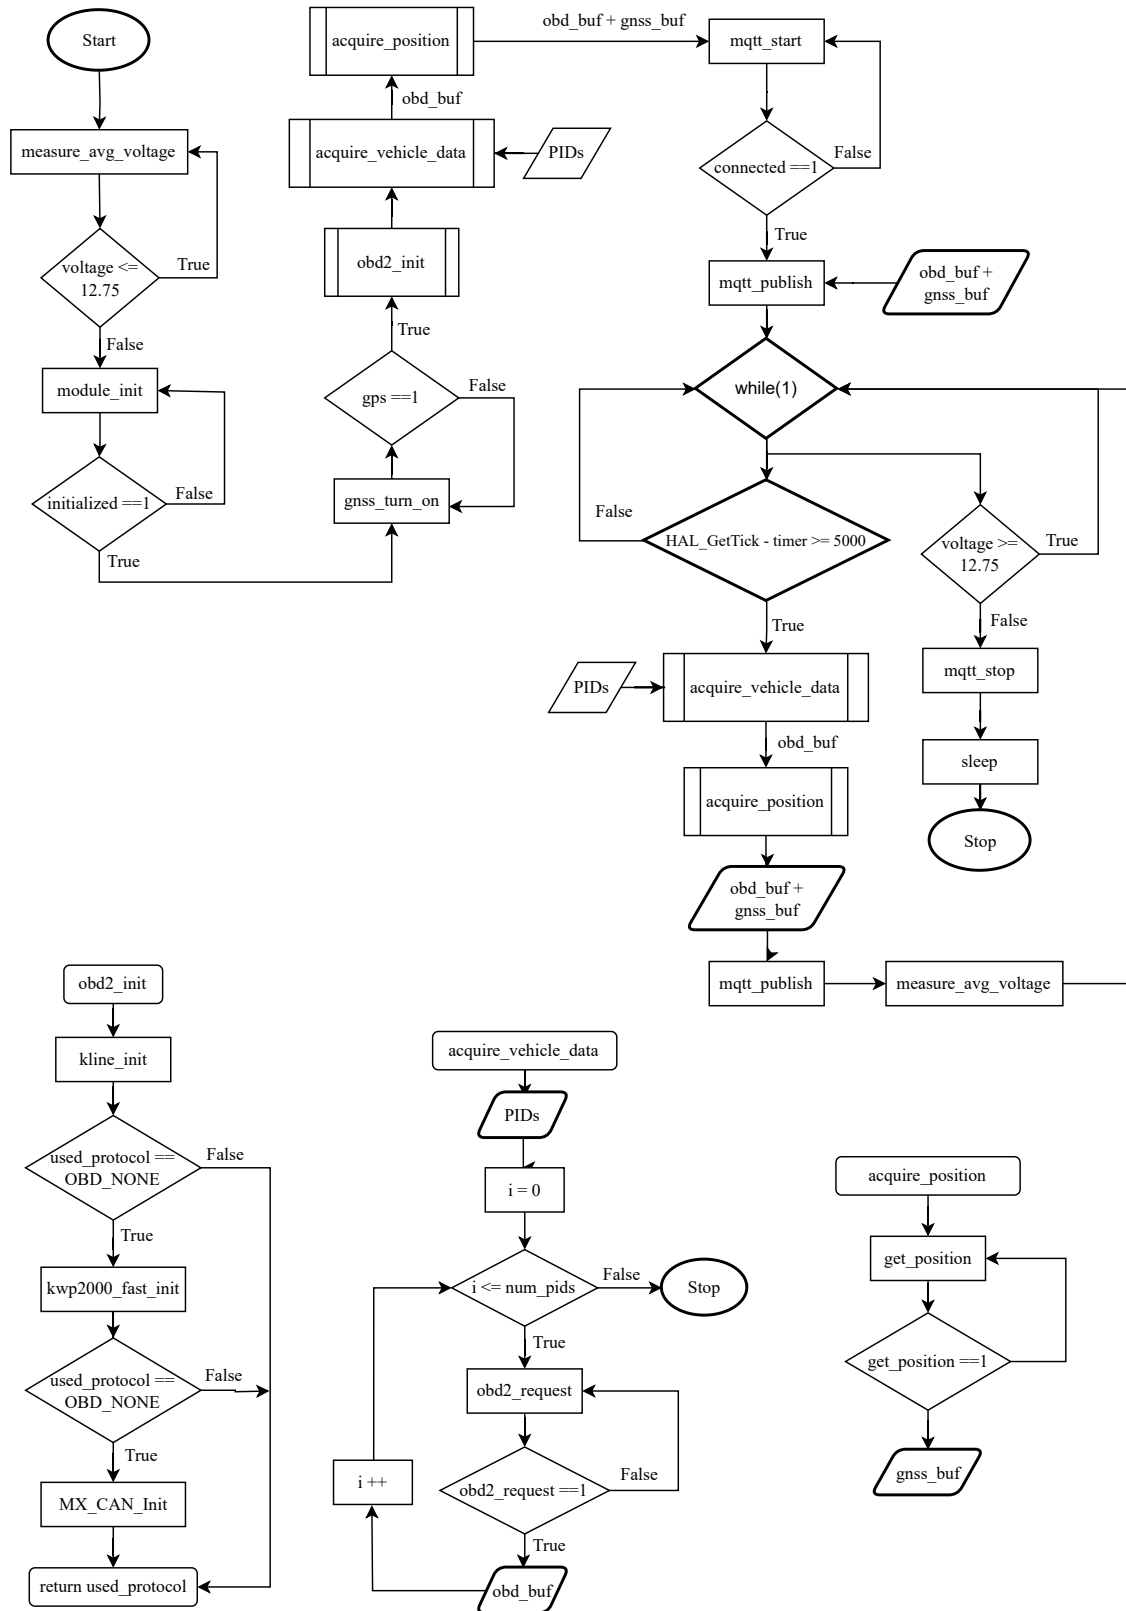 Start
measure_avg_voltage
voltage <=
12.75
True
False
module_init
initialized ==1
False
True
acquire_position
obd_buf
acquire_vehicle_data
PIDs
obd2_init
True
gps ==1
False
gnss_turn_on
obd_buf + gnss_buf
mqtt_start
connected ==1
False
True
mqtt_publish
obd_buf +
gnss_buf
while(1)
False
HAL_GetTick - timer >= 5000
True
voltage >=
12.75
True
False
mqtt_stop
sleep
Stop
PIDs
acquire_vehicle_data
obd_buf
acquire_position
obd_buf +
gnss_buf
mqtt_publish
measure_avg_voltage
obd2_init
kline_init
used_protocol ==
OBD_NONE
False
True
kwp2000_fast_init
used_protocol ==
OBD_NONE
False
True
MX_CAN_Init
return used_protocol
acquire_vehicle_data
PIDs
i = 0
i <= num_pids
False
Stop
True
obd2_request
obd2_request ==1
False
True
i ++
obd_buf
acquire_position
get_position
get_position ==1
gnss_buf